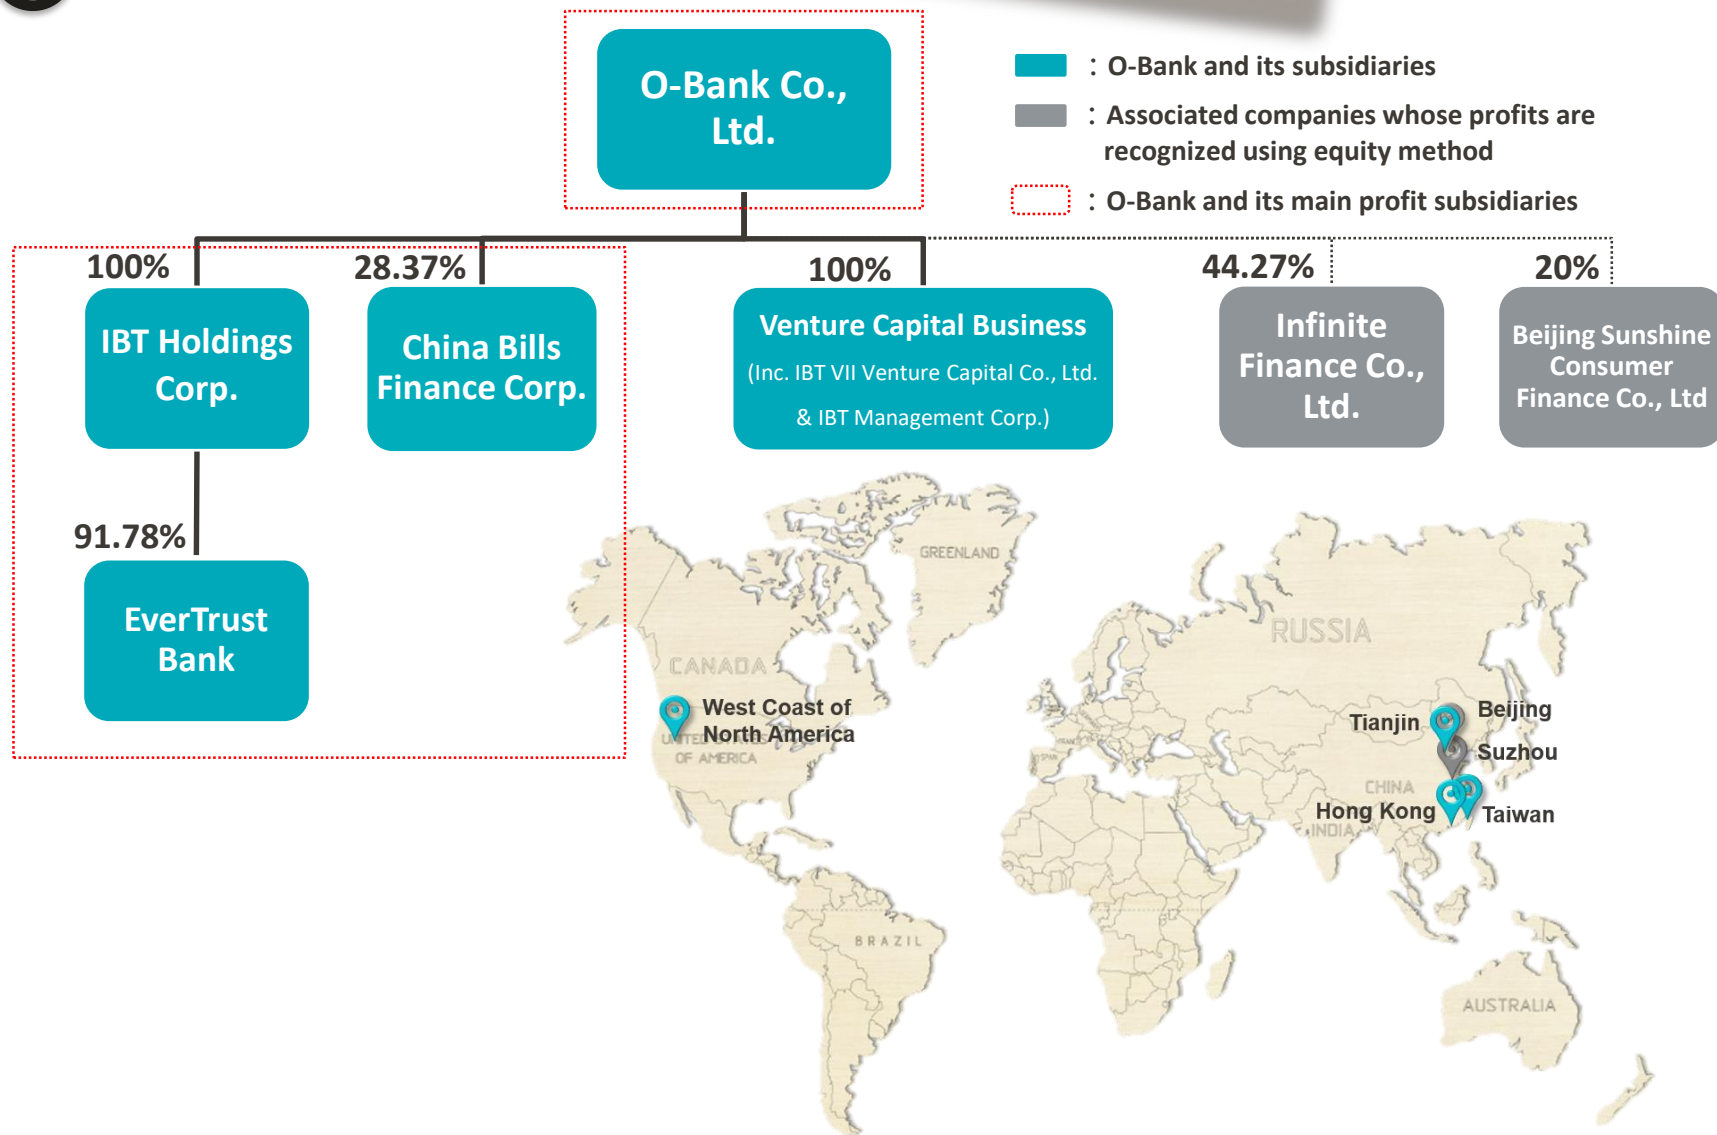 O-Bank Co.,
Ltd.
: O-Bank and its subsidiaries
: Associated companies whose profits are
recognized using equity method
: O-Bank and its main profit subsidiaries
100%
28.37%
100%
44.27%
20%
IBT Holdings
Corp.
China Bills
Finance Corp.
Venture Capital Business
(Inc. IBT VII Venture Capital Co., Ltd.
& IBT Management Corp.)
Infinite
Finance Co.,
Ltd.
Beijing Sunshine
Consumer
Finance Co., Ltd
91.78%
EverTrust
Bank
GREENLAND
RUSSIA
CANADA
West Coast of
North America
UNITED STATES
OF AMERICA
Tianjin
Beijing
Suzhou
CHINA
Hong Kong
Taiwan
INDIA
BRAZIL
AUSTRALIA